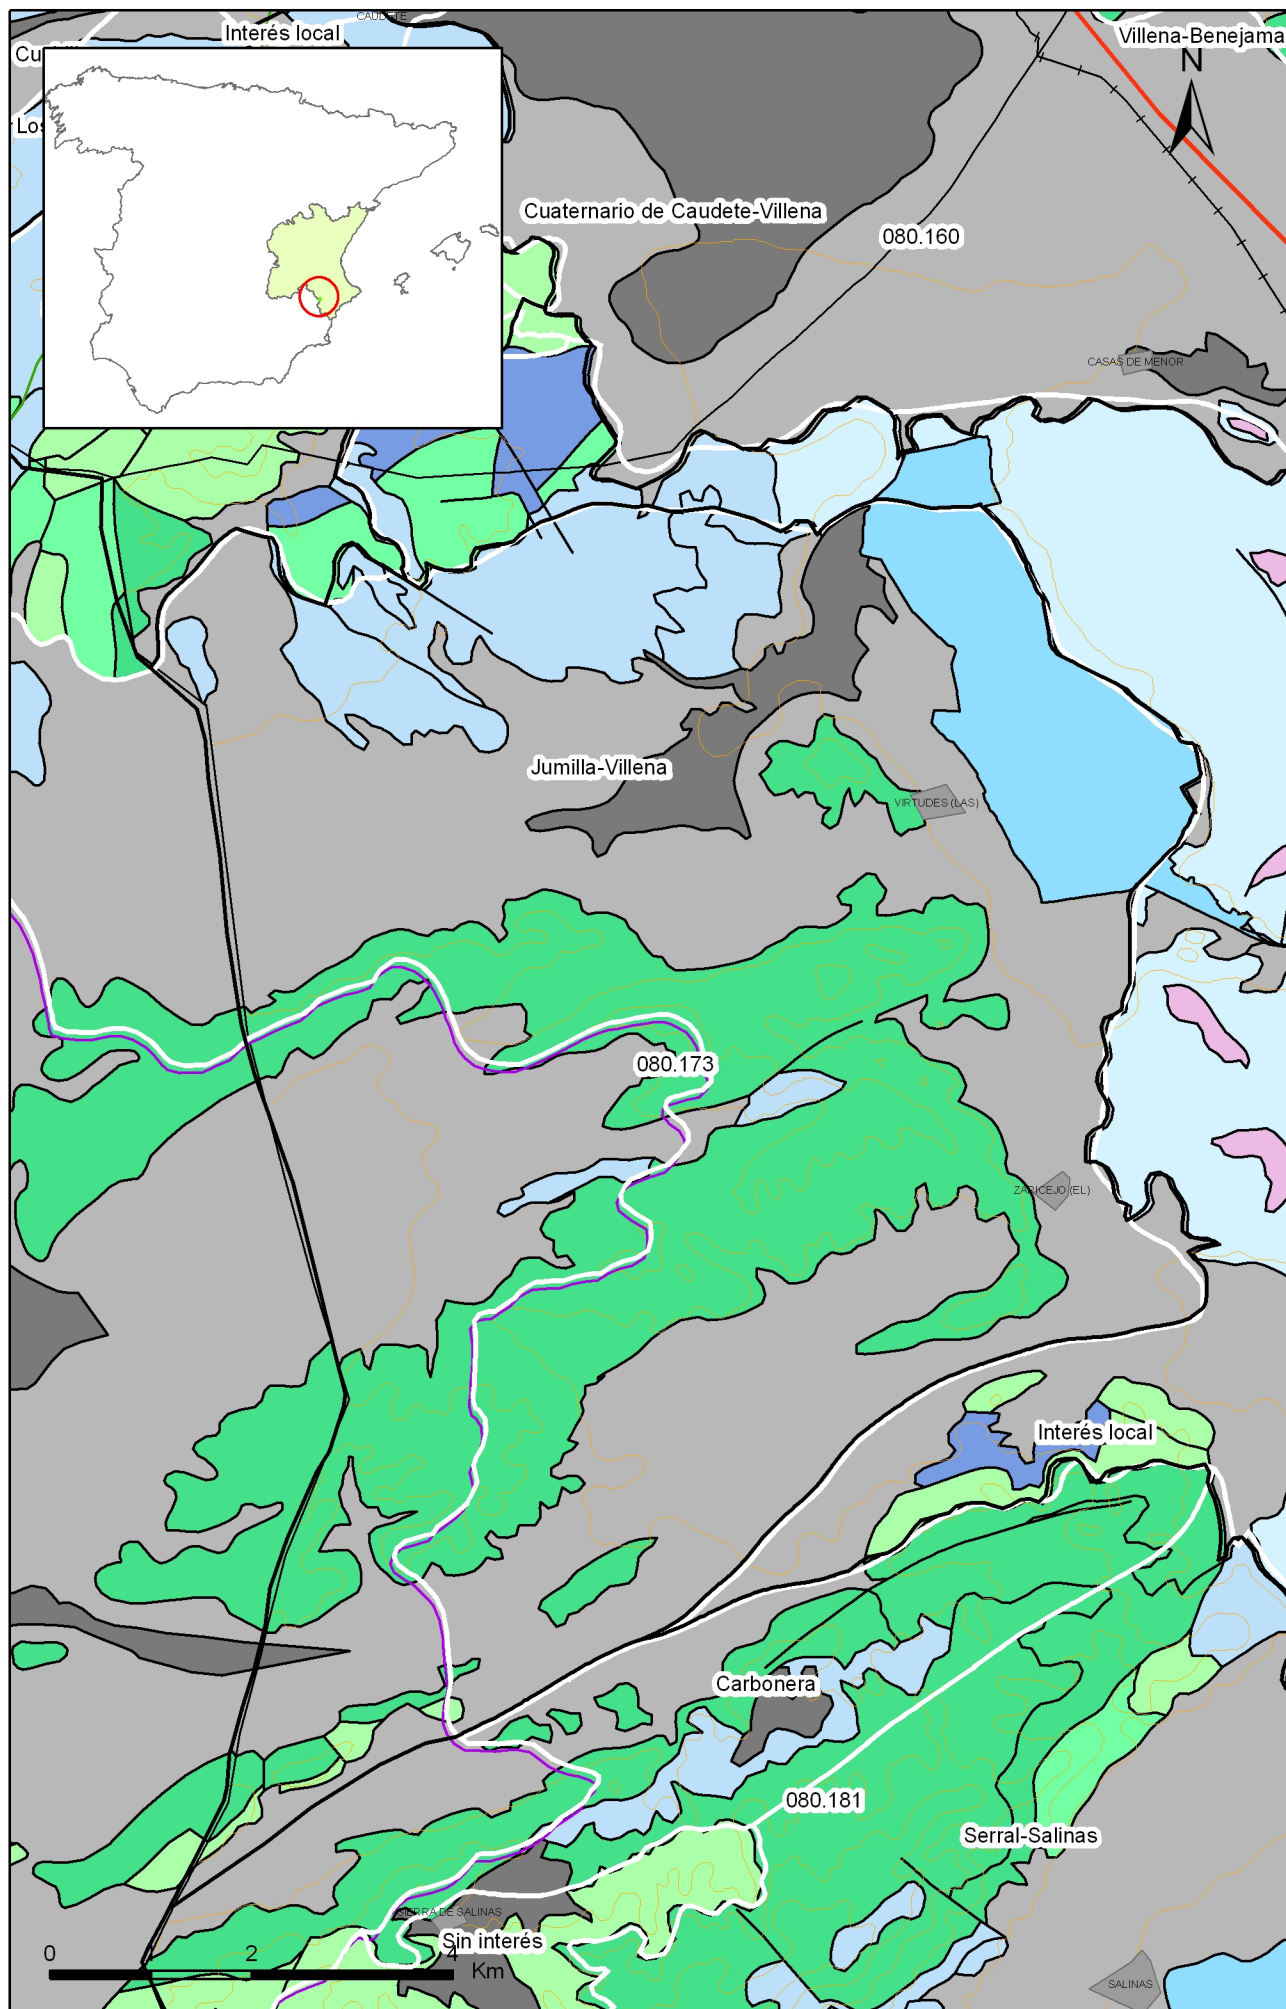 CAUDETE
Interés local
Villena-Benejama
N
Los
Cuaternario de Caudete-Villena
080.160
CASAS DE MENOR
Jumilla-Villena
VIRTUDES (LAS)
080.173
ZARICEJO (EL)
Interés local
Carbonera
080.181
Serral-Salinas
SIERRA DE SALINAS
Sin interés
0 2 4
Km
SALINAS